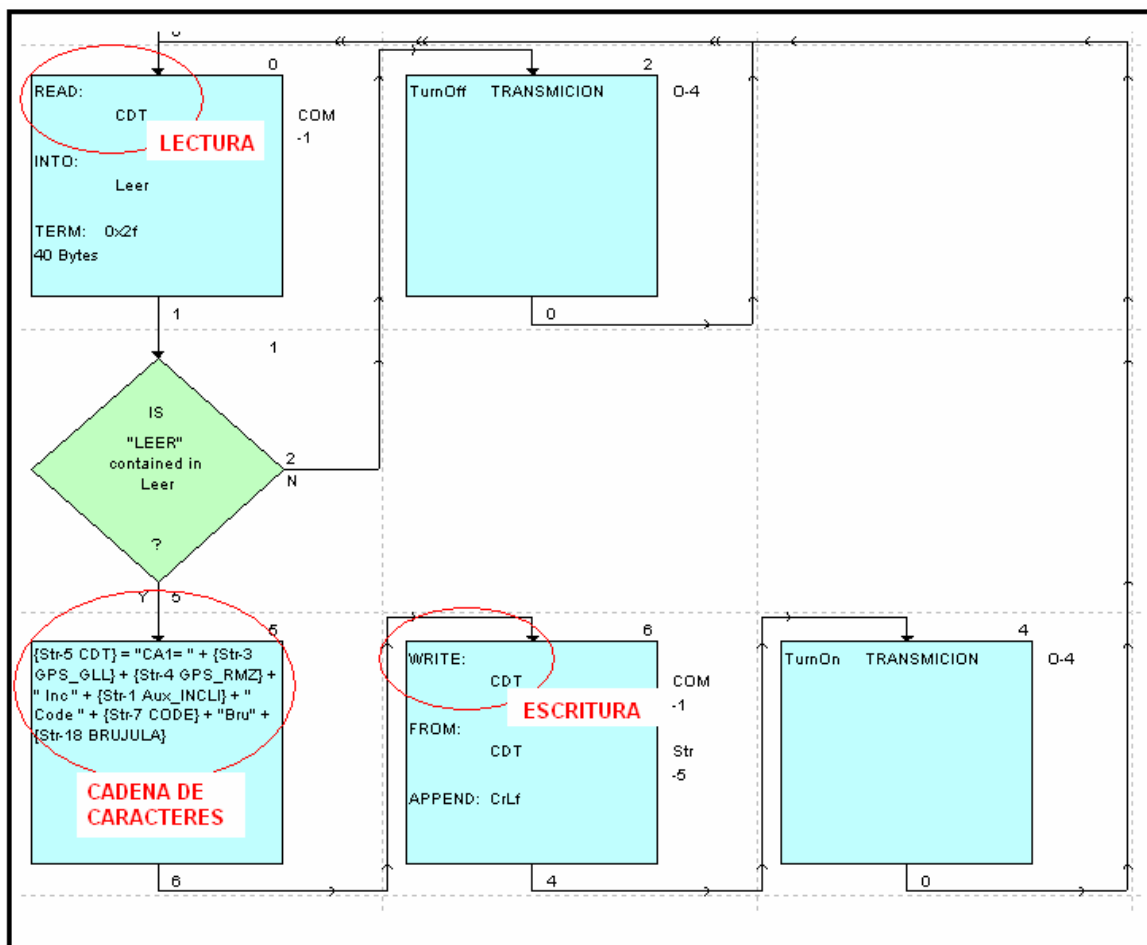 0
READ:
CDT
COM
-1
LECTURA
INTO:
Leer
TERM: 0x2f
40 Bytes
1
2
TurnOff TRANSMICION
O-4
0
1
IS
"LEER"
contained in
Leer
?
2
N
Y 5
5
{Str-5 CDT} = "CA1= " + {Str-3
GPS_GLL} + {Str-4 GPS_RMZ} +
" Inc " + {Str-1 Aux_INCLI} + "
Code " + {Str-7 CODE} + "Bru" +
{Str-18 BRUJULA}
CADENA DE
CARACTERES
6
6
WRITE:
CDT
COM
-1
ESCRITURA
FROM:
CDT
Str
-5
APPEND: CrLf
4
4
TurnOn TRANSMICION
O-4
0